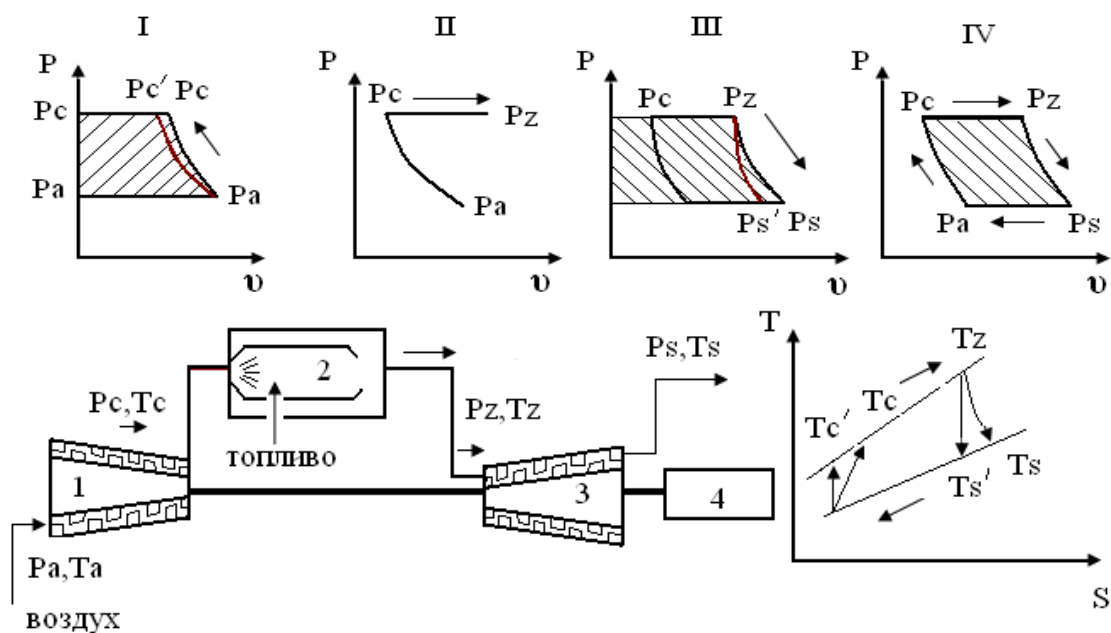 I
II
III
IV
P
Pc′ Pc
Pc
Pa
Pa
υ
P
Pc
Pz
Pa
υ
P
Pc
Pz
Ps′ Ps
υ
P
Pc
Pz
Pa
Ps
υ
2
топливо
Pc,Tc
1
Pa,Ta
воздух
Pz,Tz
3
Ps,Ts
4
T
Tz
Tc′
Tc
Ts
Ts′
S